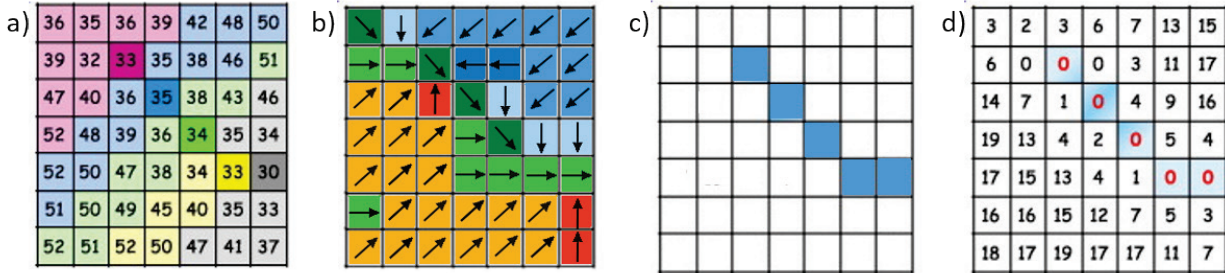 a) b) c) d)
36 35 36 39 42 48 50
39 32 33 35 38 46 51
47 40 36 35 38 43 46
52 48 39 36 34 35 34
52 50 47 38 34 33 30
51 50 49 45 40 35 33
52 51 52 50 47 41 37
3 2 3 6 7 13 15
6 0 0 0 3 11 17
14 7 1 0 4 9 16
19 13 4 2 0 5 4
17 15 13 4 1 0 0
16 16 15 12 7 5 3
18 17 19 17 17 11 7